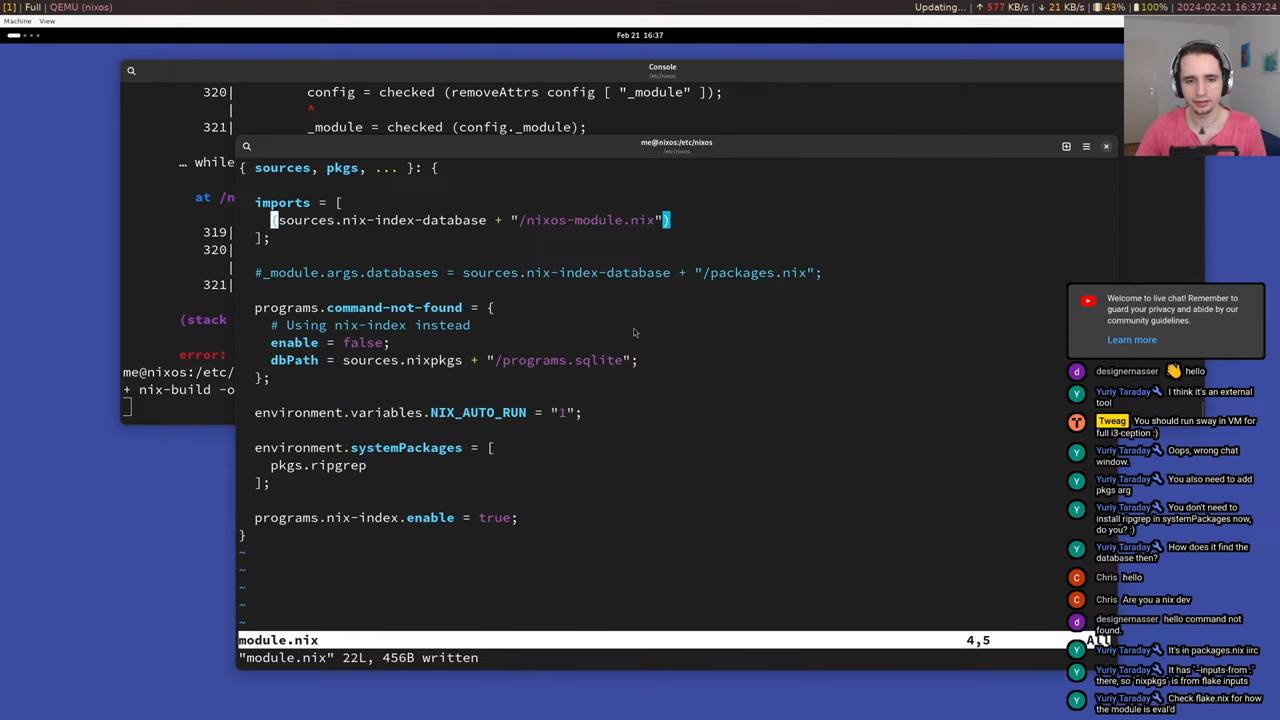 [1] Full QEMU (nixos)
Updating... 577 KB/s 21 KB/s 43% 100% 2024-02-21 16:37:24
Machine View
Feb 21 16:37
Console
/etc/nixos
320| config = checked (removeAttrs config [ "_module" ]);
| ^
321| _module = checked (config._module);
… while
at /n
319|
320|
|
321|
(stack
error:
me@nixos:/etc/
+ nix-build -o
me@nixos:/etc/nixos
/etc/nixos
{ sources, pkgs, ... }: {
imports = [
(sources.nix-index-database + "/nixos-module.nix")
];
#_module.args.databases = sources.nix-index-database + "/packages.nix";
programs.command-not-found = {
# Using nix-index instead
enable = false;
dbPath = sources.nixpkgs + "/programs.sqlite";
};
environment.variables.NIX_AUTO_RUN = "1";
environment.systemPackages = [
pkgs.ripgrep
];
programs.nix-index.enable = true;
}
~
~
~
~
~
module.nix 4,5 All
"module.nix" 22L, 456B written
Welcome to live chat! Remember to
guard your privacy and abide by our
community guidelines.
Learn more
d designernasser 👋 hello
Y Yuriy Taraday I think it's an external
tool
T Tweag You should run sway in VM for
full i3-ception :)
Y Yuriy Taraday Oops, wrong chat
window.
Y Yuriy Taraday You also need to add
pkgs arg
Y Yuriy Taraday You don't need to
install ripgrep in systemPackages now,
do you? ;)
Y Yuriy Taraday How does it find the
database then?
C Chris hello
C Chris Are you a nix dev
d designernasser hello command not
found.
Y Yuriy Taraday It's in packages.nix iirc
Y Yuriy Taraday It has `--inputs-from .`
there, so `nixpkgs` is from flake inputs
Y Yuriy Taraday Check flake.nix for how
the module is eval'd